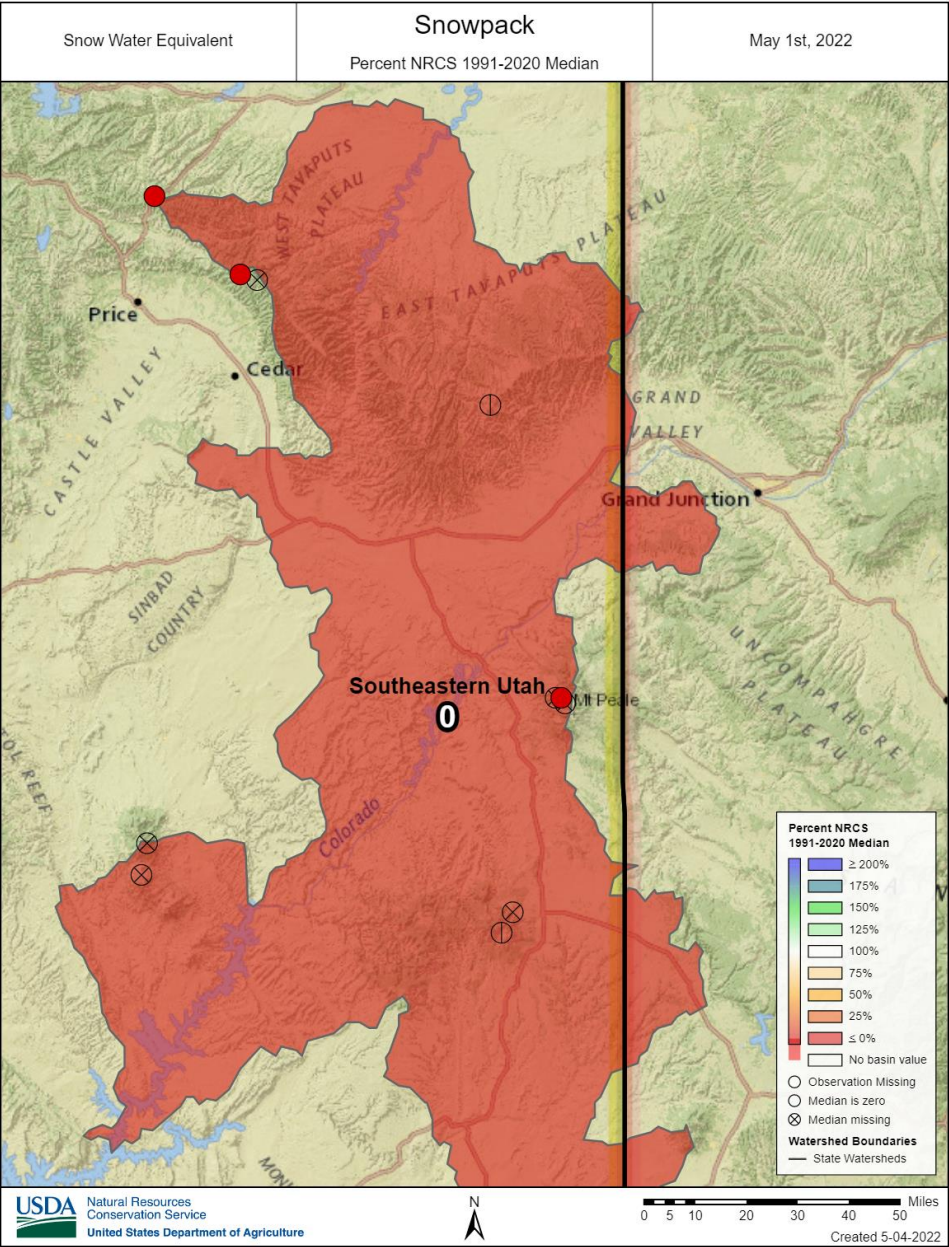 Snow Water Equivalent
Snowpack
Percent NRCS 1991-2020 Median
May 1st, 2022
WEST TAVAPUTS
PLATEAU
EAST TAVAPUTS PLATEAU
Price
Cedar
CASTLE VALLEY
GRAND
VALLEY
Grand Junction
SINBAD
COUNTRY
UNCOMPAHGRE
PLATEAU
Southeastern Utah
0
Mt Peale
REEF
Colorado
Percent NRCS
1991-2020 Median
≥ 200%
175%
150%
125%
100%
75%
50%
25%
≤ 0%
No basin value
Observation Missing
Median is zero
Median missing
Watershed Boundaries
State Watersheds
USDA
Natural Resources
Conservation Service
United States Department of Agriculture
N
Miles
0 5 10 20 30 40 50
Created 5-04-2022